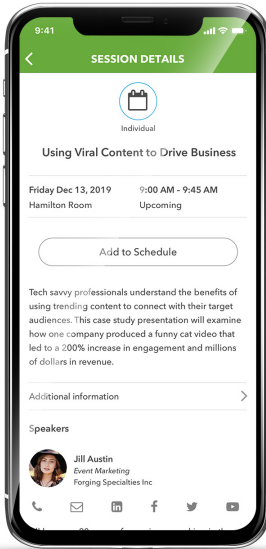 9:41
SESSION DETAILS
Individual
Using Viral Content to Drive Business
Friday Dec 13, 2019
9:00 AM – 9:45 AM
Hamilton Room
Upcoming
Add to Schedule
Tech savvy professionals understand the benefits of
using trending content to connect with their target
audiences. This case study presentation will examine
how one company produced a funny cat video that
led to a 200% increase in engagement and millions
of dollars in revenue.
Additional information
Speakers
Jill Austin
Event Marketing
Forging Specialties Inc